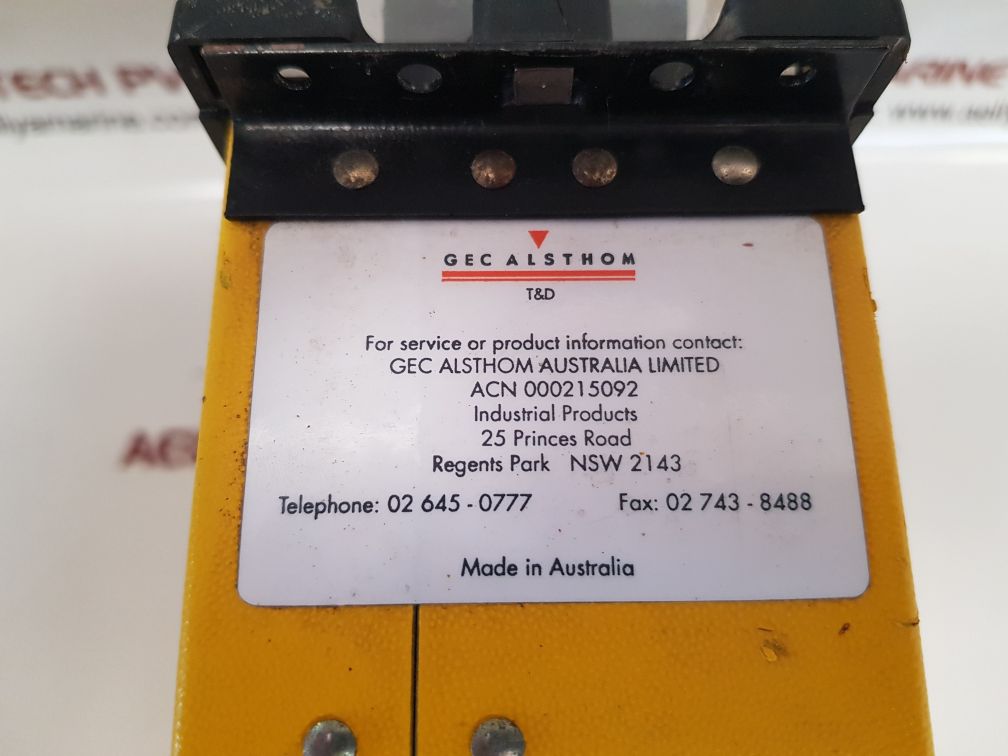 GEC ALSTHOM
T&D
For service or product information contact:
GEC ALSTHOM AUSTRALIA LIMITED
ACN 000215092
Industrial Products
25 Princes Road
Regents Park NSW 2143
Telephone: 02 645 - 0777 Fax: 02 743 - 8488
Made in Australia